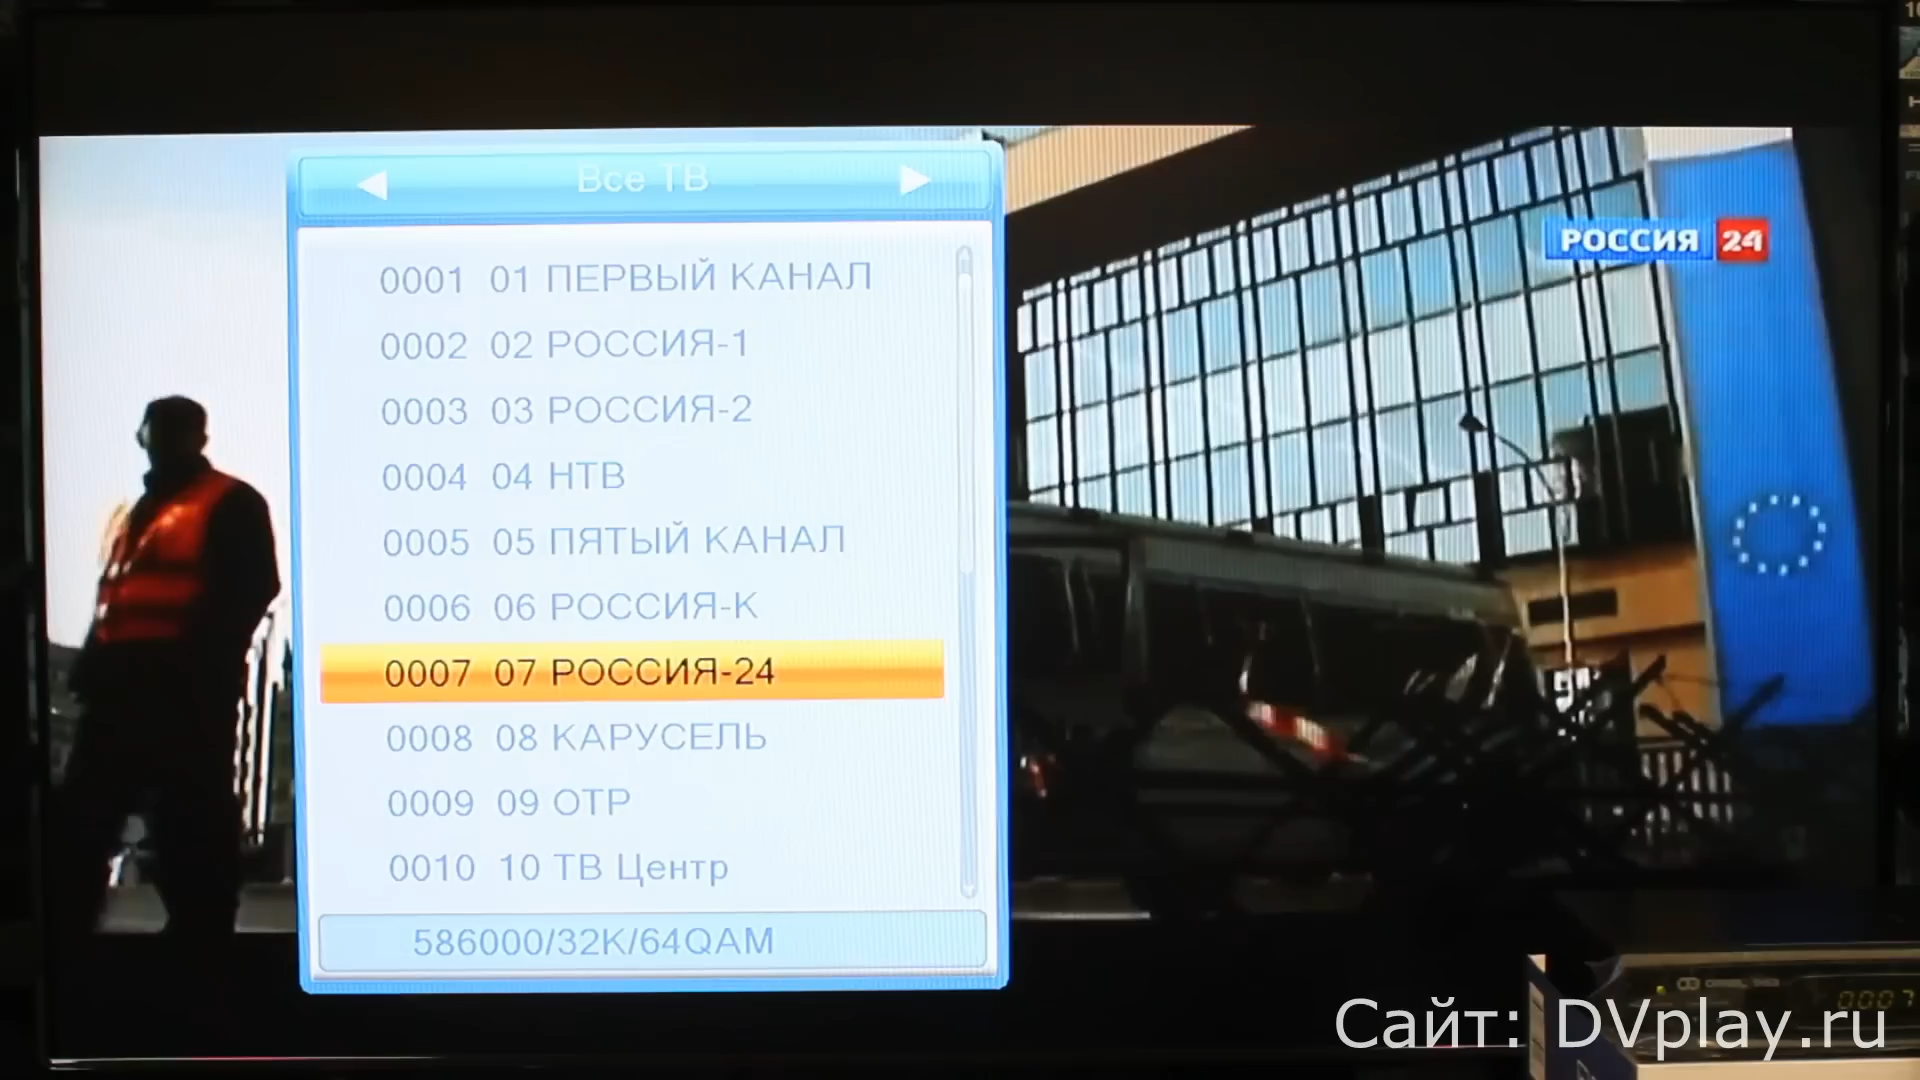 Все ТВ
0001 01 ПЕРВЫЙ КАНАЛ
0002 02 РОССИЯ-1
0003 03 РОССИЯ-2
0004 04 НТВ
0005 05 ПЯТЫЙ КАНАЛ
0006 06 РОССИЯ-К
0007 07 РОССИЯ-24
0008 08 КАРУСЕЛЬ
0009 09 ОТР
0010 10 ТВ Центр
586000/32K/64QAM
РОССИЯ 24
0007
Сайт: DVplay.ru